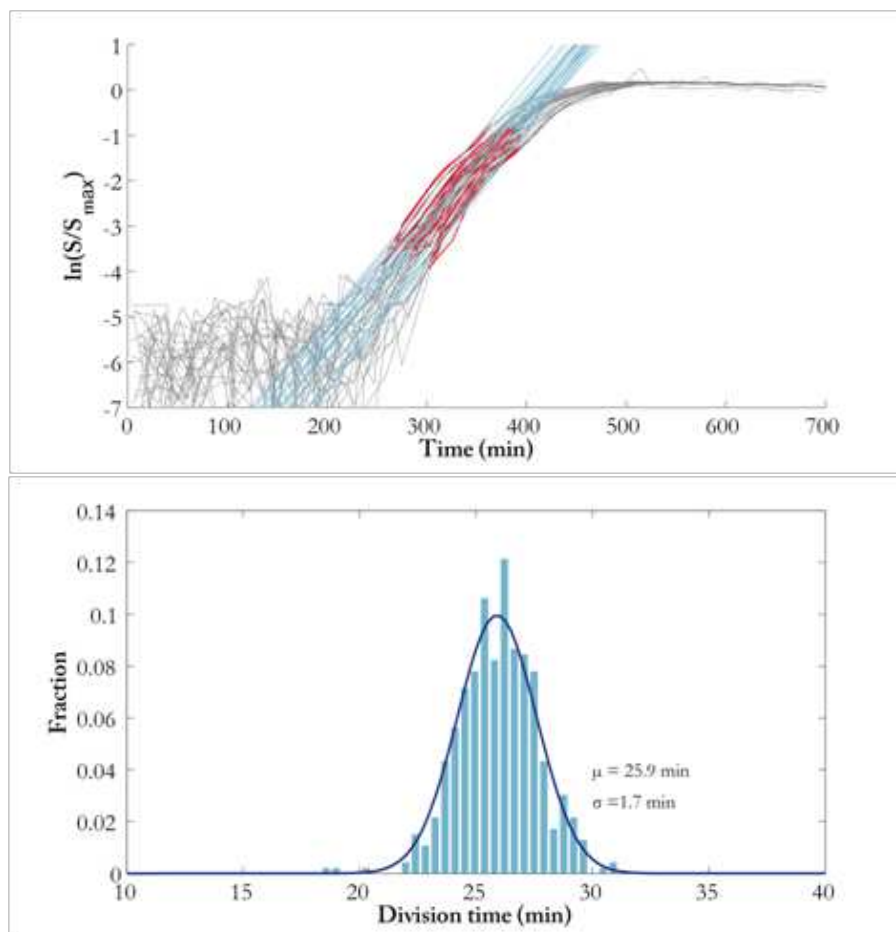 1
0
-1
-2
-3
-4
-5
-6
-7
ln(S/S max)
0 100 200 300 400 500 600 700
Time (min)
0.14
0.12
0.1
0.08
0.06
0.04
0.02
0
Fraction
μ = 25.9 min
σ =1.7 min
10 15 20 25 30 35 40
Division time (min)